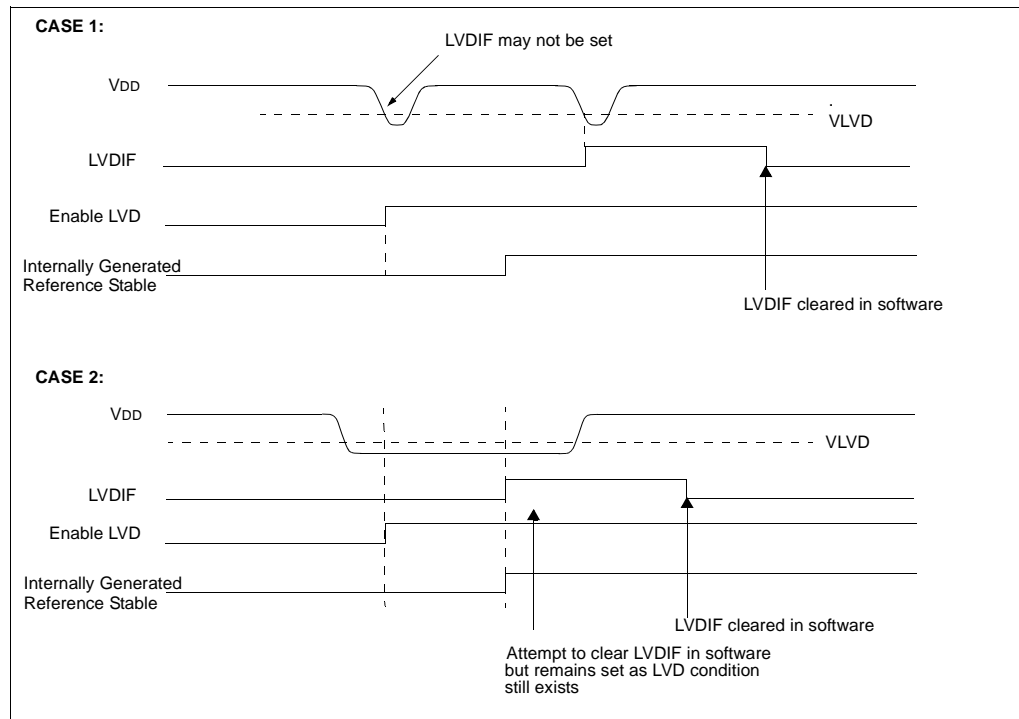 CASE 1:
LVDIF may not be set
VDD
VLVD
LVDIF
Enable LVD
Internally Generated
Reference Stable
LVDIF cleared in software
CASE 2:
VDD
VLVD
LVDIF
Enable LVD
Internally Generated
Reference Stable
LVDIF cleared in software
Attempt to clear LVDIF in software
but remains set as LVD condition
still exists